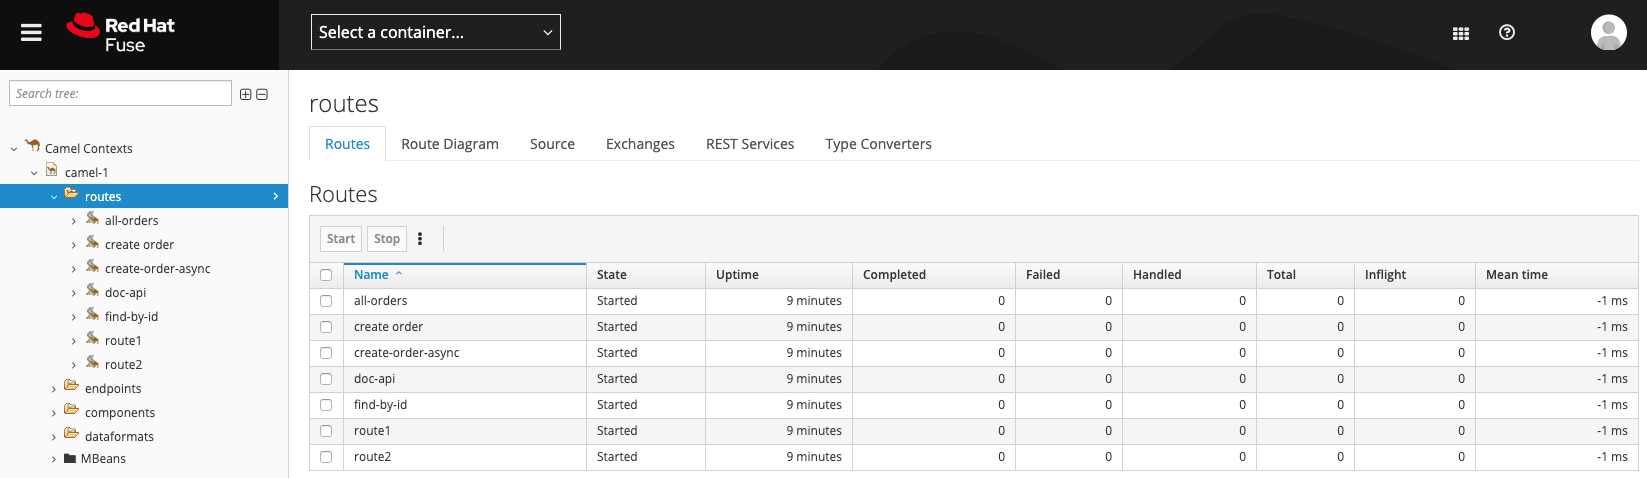 Red Hat
Fuse
Select a container...
Search tree:
Camel Contexts
camel-1
routes
all-orders
create order
create-order-async
doc-api
find-by-id
route1
route2
endpoints
components
dataformats
MBeans
routes
Routes Route Diagram Source Exchanges REST Services Type Converters
Routes
Start Stop
Name State Uptime Completed Failed Handled Total Inflight Mean time
all-orders Started 9 minutes 0 0 0 0 0 -1 ms
create order Started 9 minutes 0 0 0 0 0 -1 ms
create-order-async Started 9 minutes 0 0 0 0 0 -1 ms
doc-api Started 9 minutes 0 0 0 0 0 -1 ms
find-by-id Started 9 minutes 0 0 0 0 0 -1 ms
route1 Started 9 minutes 0 0 0 0 0 -1 ms
route2 Started 9 minutes 0 0 0 0 0 -1 ms